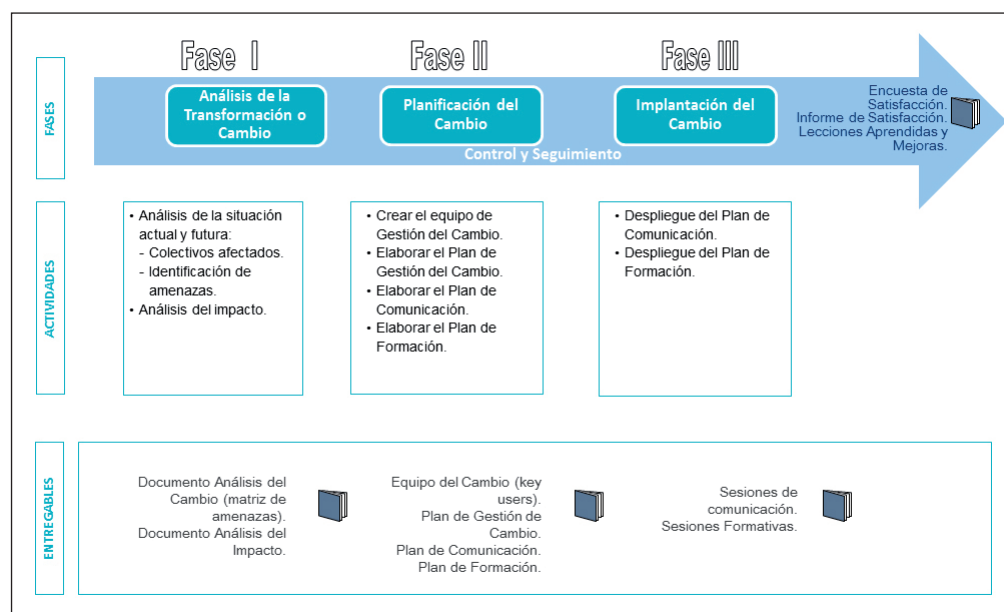 Fase I
Fase II
Fase III
FASES
Análisis de la
Transformación o
Cambio
Planificación del
Cambio
Implantación del
Cambio
Control y Seguimiento
Encuesta de
Satisfacción.
Informe de Satisfacción.
Lecciones Aprendidas y
Mejoras.
ACTIVIDADES
• Análisis de la situación
actual y futura:
- Colectivos afectados.
- Identificación de
amenazas.
• Análisis del impacto.
• Crear el equipo de
Gestión del Cambio.
• Elaborar el Plan de
Gestión del Cambio.
• Elaborar el Plan de
Comunicación.
• Elaborar el Plan de
Formación.
• Despliegue del Plan de
Comunicación.
• Despliegue del Plan de
Formación.
ENTREGABLES
Documento Análisis del
Cambio (matriz de
amenazas).
Documento Análisis del
Impacto.
Equipo del Cambio (key
users).
Plan de Gestión de
Cambio.
Plan de Comunicación.
Plan de Formación.
Sesiones de
comunicación.
Sesiones Formativas.